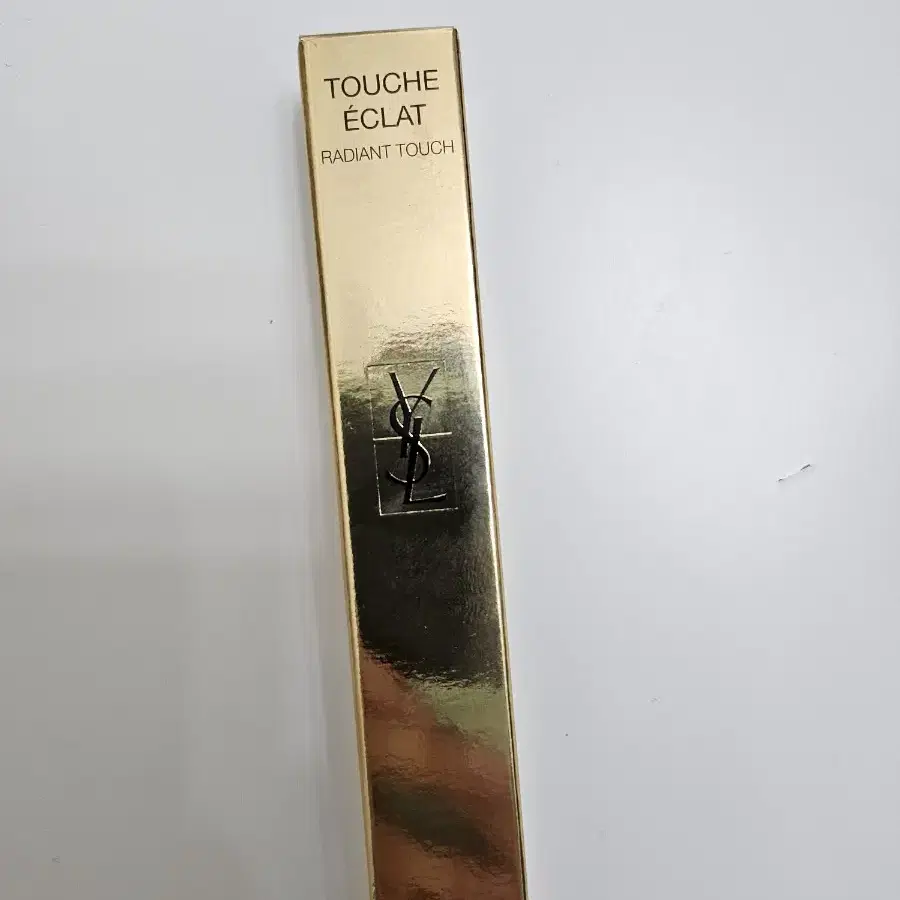 TOUCHE
ÉCLAT
RADIANT TOUCH
YSL